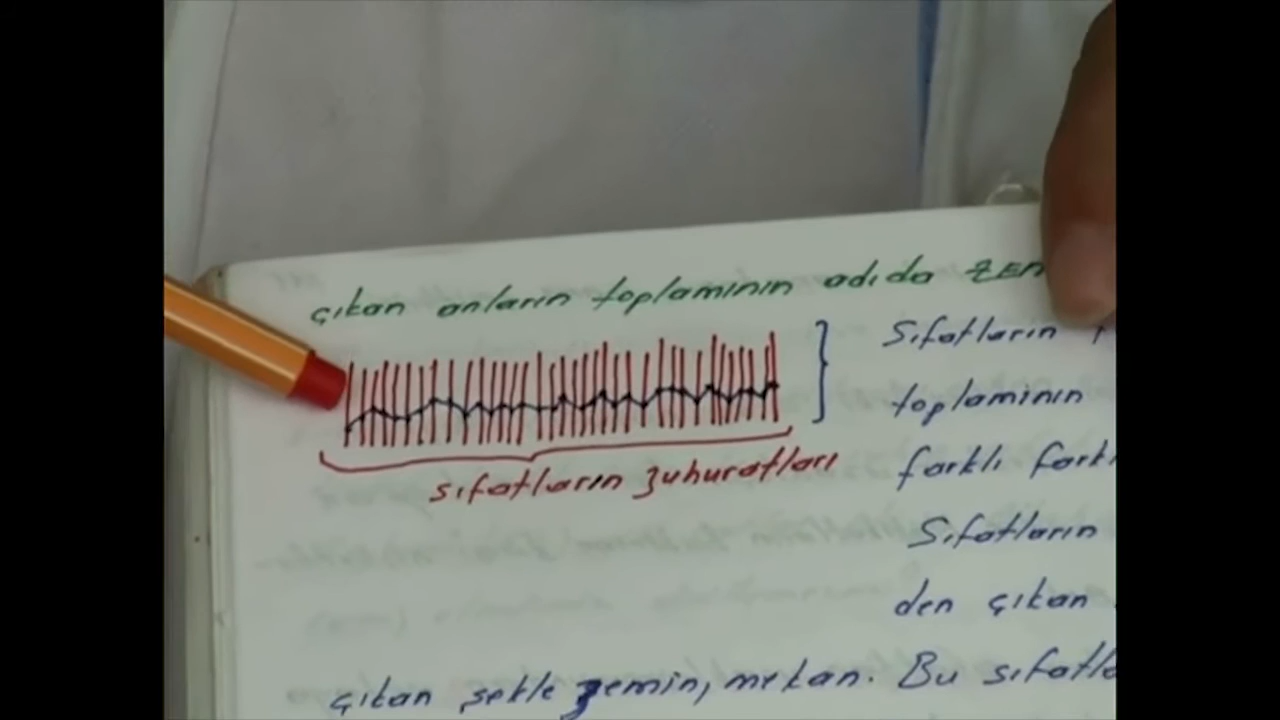 çıkan anların toplamının adıda ZEN
Sıfatların
toplamının
farklı farkı
sıfatların zuhuratları
Sıfatların
den çıkan
çıkan şekle zemin, mekan. Bu sıfatla